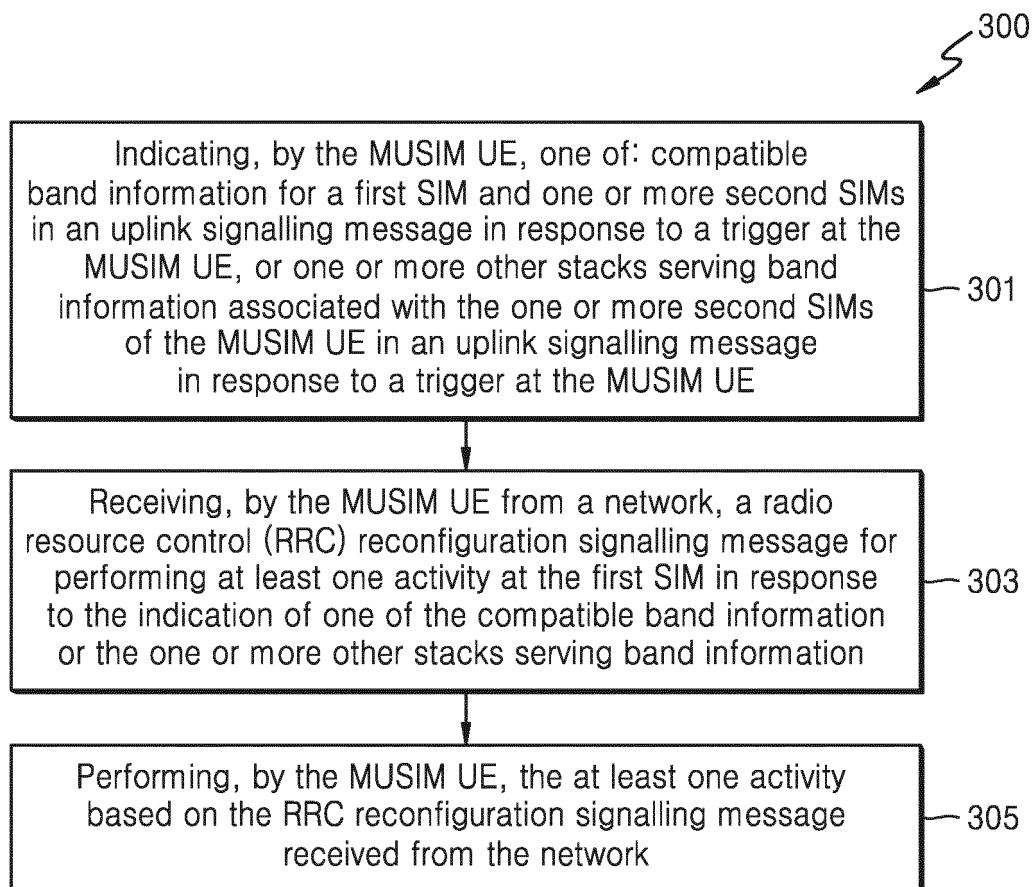 300
Indicating, by the MUSIM UE, one of: compatible
band information for a first SIM and one or more second SIMs
in an uplink signalling message in response to a trigger at the
MUSIM UE, or one or more other stacks serving band
information associated with the one or more second SIMs
of the MUSIM UE in an uplink signalling message
in response to a trigger at the MUSIM UE
301
Receiving, by the MUSIM UE from a network, a radio
resource control (RRC) reconfiguration signalling message for
performing at least one activity at the first SIM in response
to the indication of one of the compatible band information
or the one or more other stacks serving band information
303
Performing, by the MUSIM UE, the at least one activity
based on the RRC reconfiguration signalling message
received from the network
305